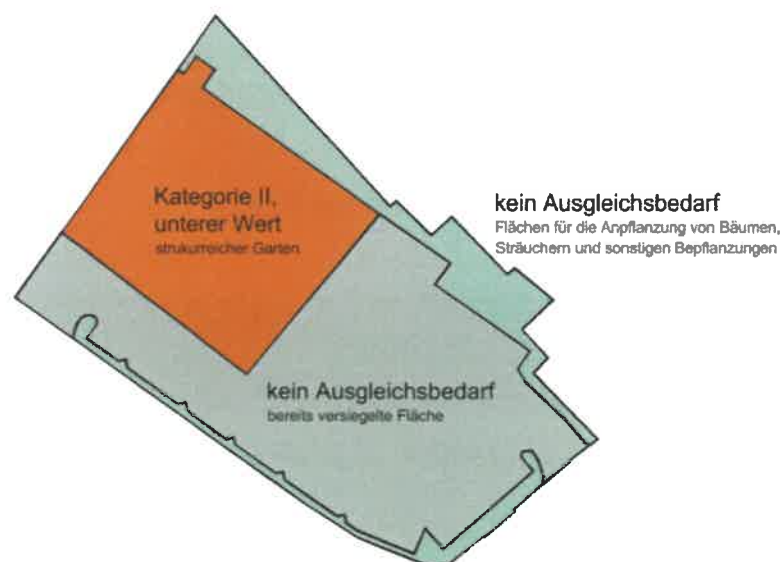 Kategorie II,
unterer Wert
strukurreicher Garten
kein Ausgleichsbedarf
Flächen für die Anpflanzung von Bäumen,
Sträuchern und sonstigen Bepflanzungen
kein Ausgleichsbedarf
bereits versiegelte Fläche